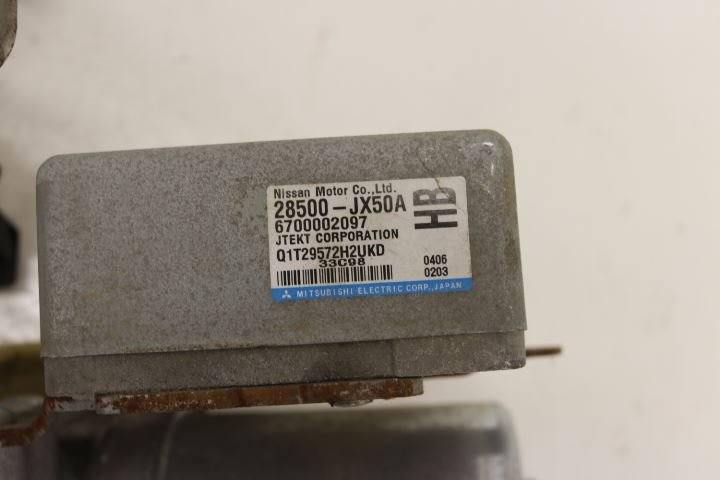 Nissan Motor Co.,Ltd.
28500-JX50A
6700002097
JTEKT CORPORATION
Q1T29572H2UKD
33C98
HB
0406
0203
MITSUBISHI ELECTRIC CORP.,JAPAN